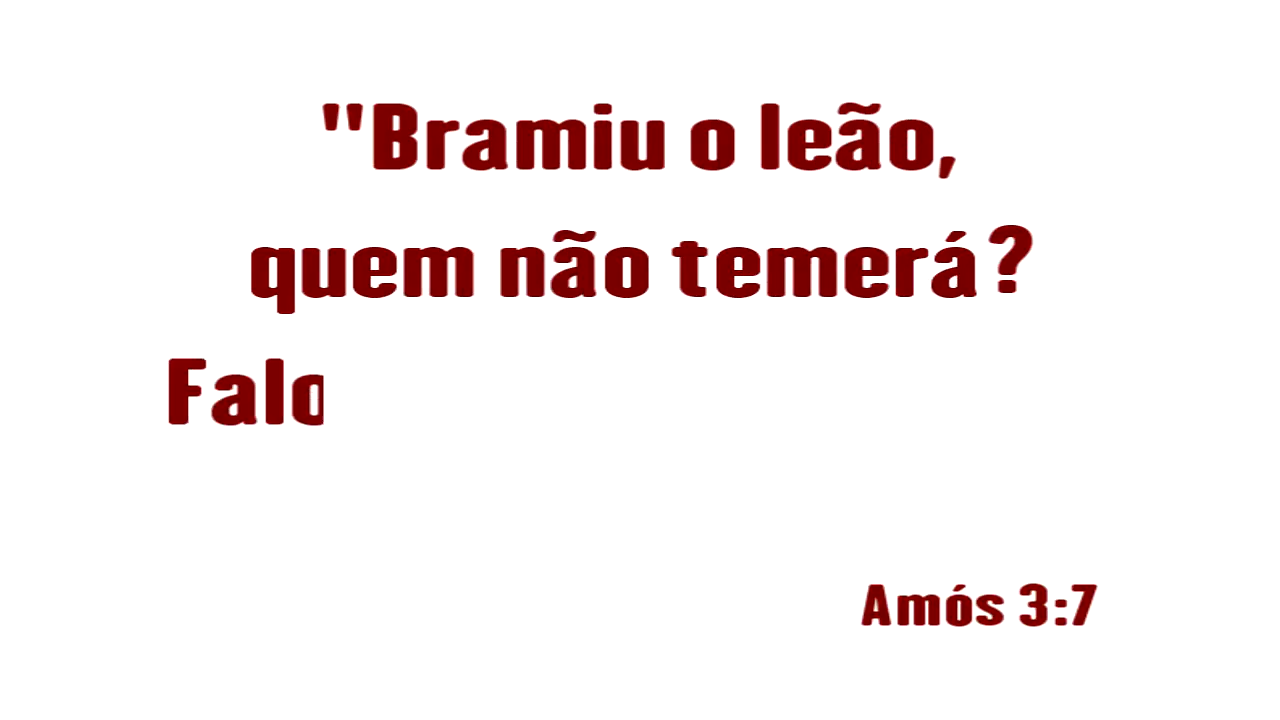 "Bramiu o leão,
quem não temerá?
Falo
Amós 3:7